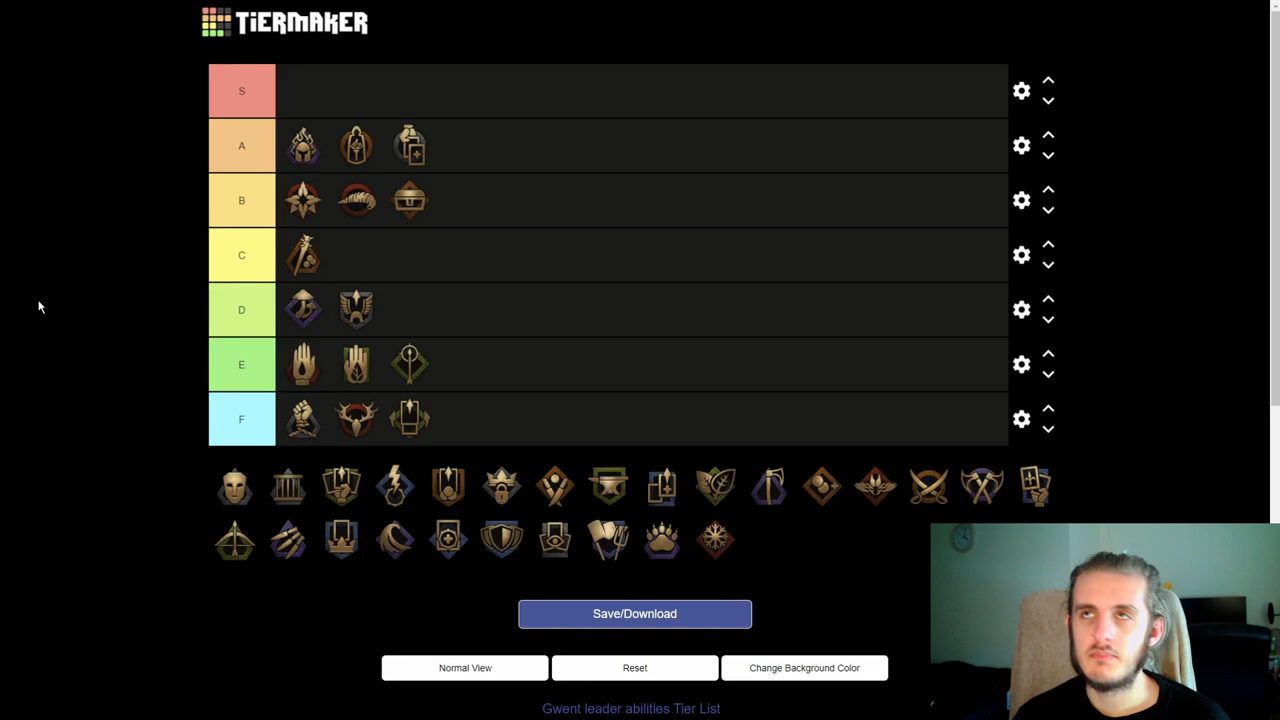 TiERMAKER
S
A
B
C
D
E
F
Save/Download
Normal View Reset Change Background Color
Gwent leader abilities Tier List